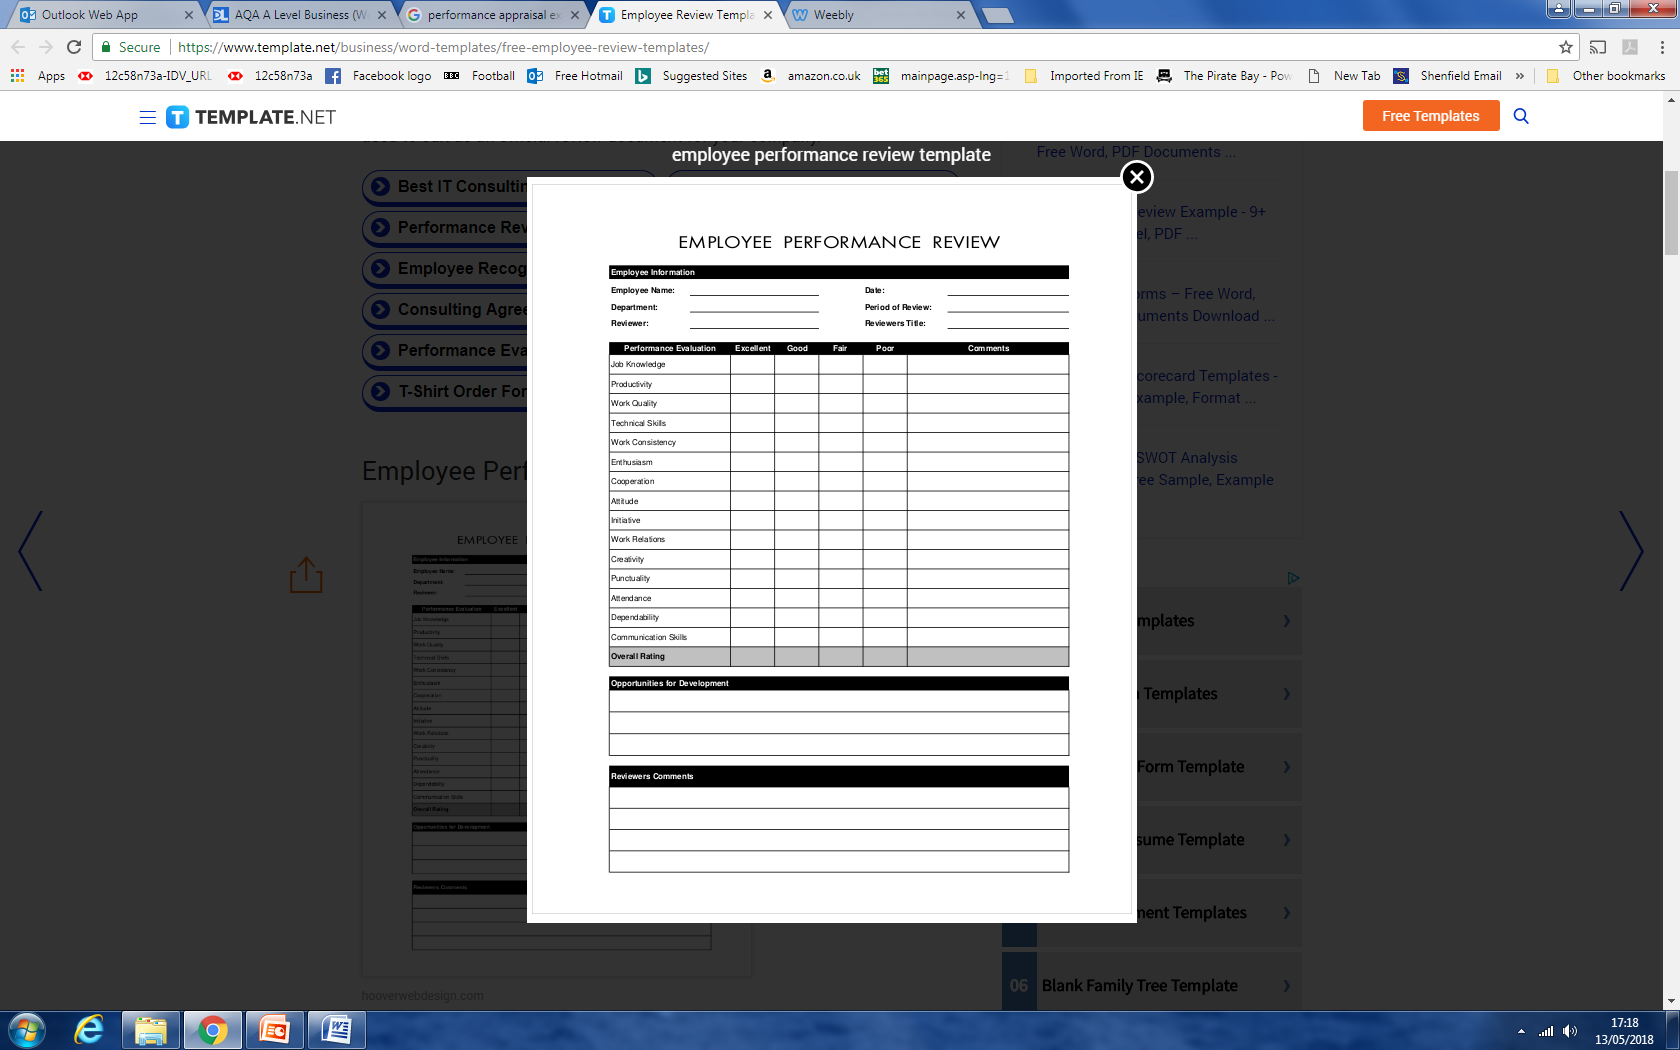 Outlook Web App
AQA A Level Business (W
performance appraisal e
Employee Review Templa
Weebly
Secure
https://www.template.net/business/word-templates/free-employee-review-templates/
Apps
12c58n73a-IDV_URL
12c58n73a
Facebook logo
Football
Free Hotmail
Suggested Sites
amazon.co.uk
mainpage.asp-lng=1
Imported From IE
The Pirate Bay - Pow
New Tab
Shenfield Email
»
Other bookmarks
TEMPLATE.NET
Free Templates
employee performance review template
Best IT Consultin
Performance Rev
Employee Recog
Consulting Agree
Performance Eva
T-Shirt Order For
Employee Perf
EMPLOYEE PERFORMANCE REVIEW
Employee Information
Employee Name:
Date:
Department:
Period of Review:
Reviewer:
Reviewers Title:
Performance Evaluation Excellent Good Fair Poor Comments
Job Knowledge
Productivity
Work Quality
Technical Skills
Work Consistency
Enthusiasm
Cooperation
Attitude
Initiative
Work Relations
Creativity
Punctuality
Attendance
Dependability
Communication Skills
Overall Rating
Opportunities for Development
Reviewers Comments
Free Word, PDF Documents ...
eview Example - 9+
el, PDF ...
orms – Free Word,
uments Download ...
corecard Templates -
xample, Format ...
SWOT Analysis
ree Sample, Example
mplates
Templates
Form Template
sume Template
ment Templates
06 Blank Family Tree Template
hooverwebdesign.com
17:18
13/05/2018